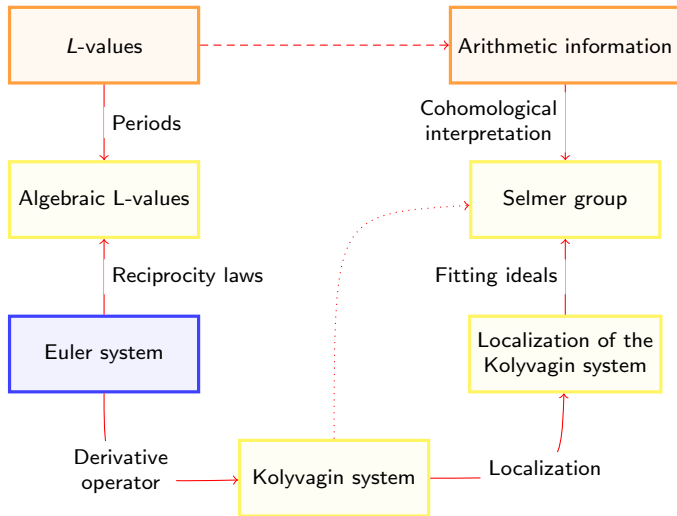 L-values
Arithmetic information
Periods
Cohomological
interpretation
Algebraic L-values
Selmer group
Reciprocity laws
Fitting ideals
Euler system
Localization of the
Kolyvagin system
Derivative
operator
Kolyvagin system
Localization